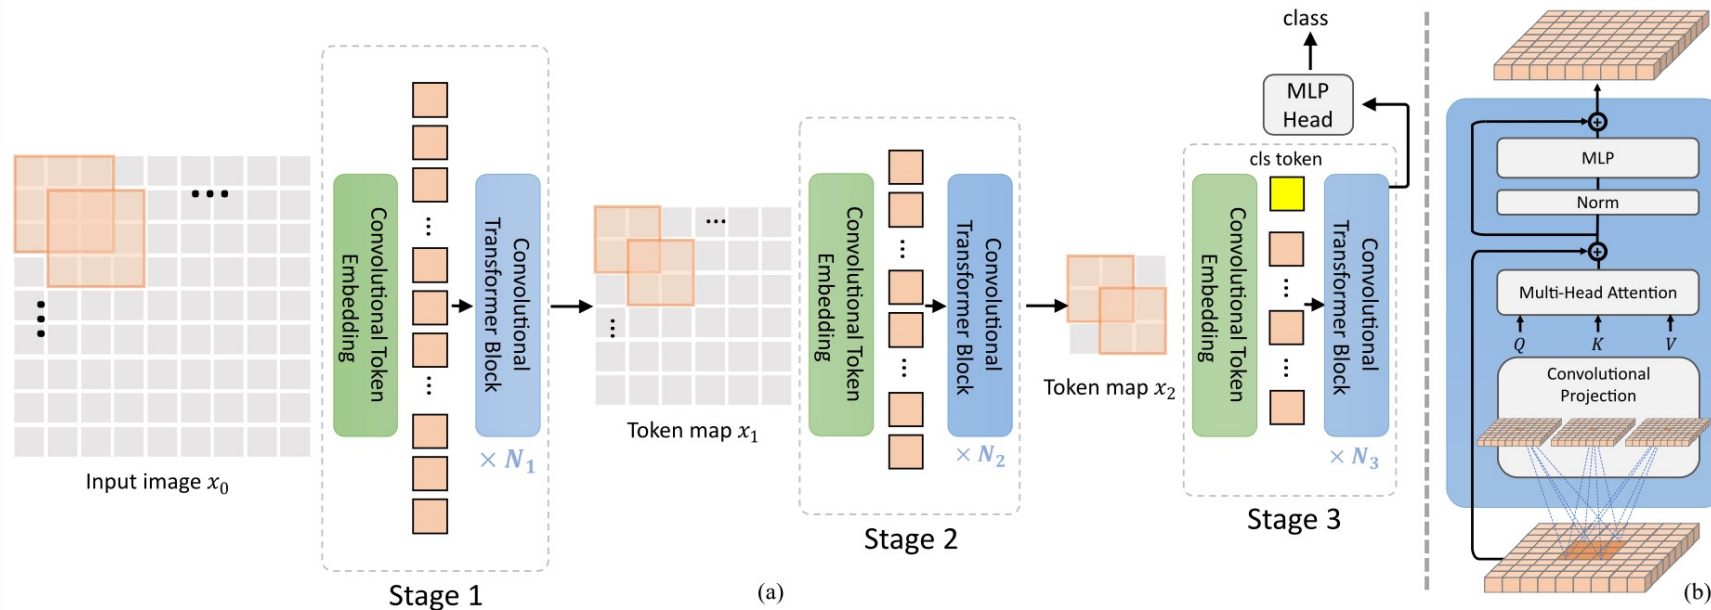 Input image x₀
Convolutional Token
Embedding
...
...
Convolutional
Transformer Block
× N₁
Stage 1
Token map x₁
Convolutional Token
Embedding
...
...
Convolutional
Transformer Block
× N₂
Stage 2
Token map x₂
class
MLP
Head
cls token
Convolutional Token
Embedding
...
...
Convolutional
Transformer Block
× N₃
Stage 3
(a)
MLP
Norm
Multi-Head Attention
Q K V
Convolutional
Projection
(b)